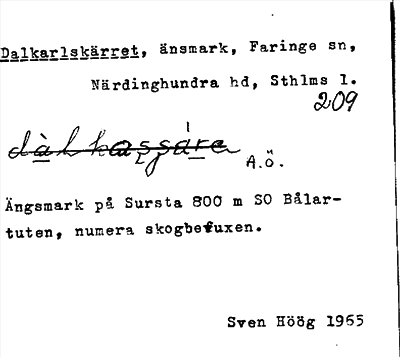 Dalkarlskärret, änsmark, Faringe sn,
Närdinghundra hd, Sthlms l.
209
A.Ö.
Ängsmark på Sursta 800 m SO Bålar-
tuten, numera skogbevuxen.
Sven Höög 1965